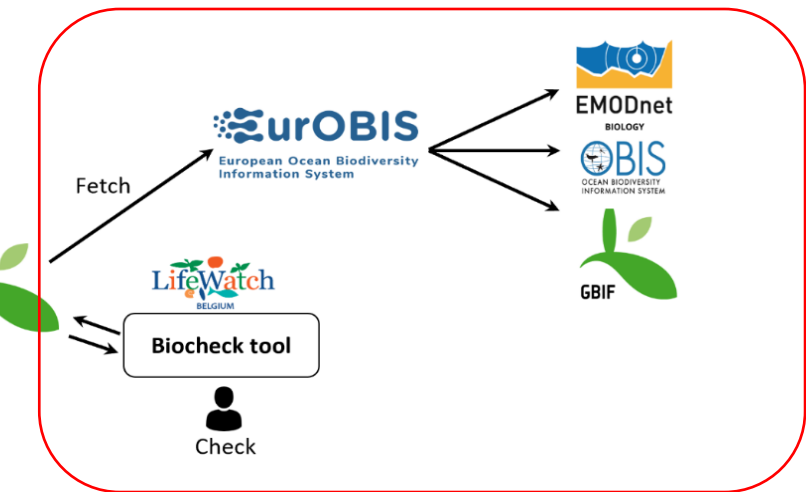 EMODnet
BIOLOGY
EurOBIS
European Ocean Biodiversity
Information System
OBIS
OCEAN BIODIVERSITY
INFORMATION SYSTEM
Fetch
GBIF
LifeWatch
BELGIUM
Biocheck tool
Check